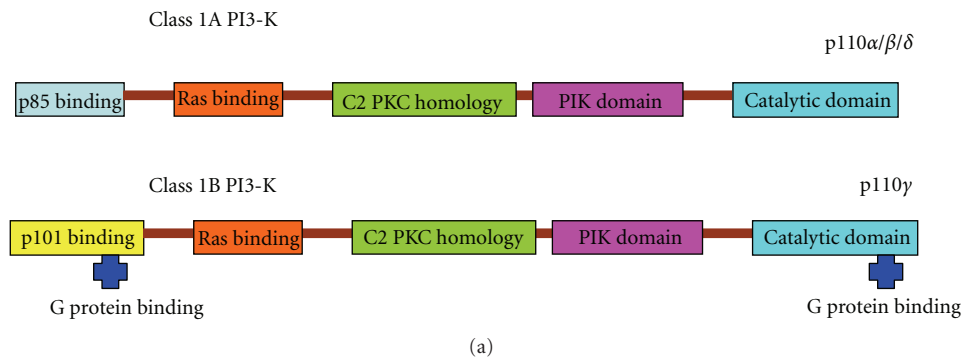 Class 1A PI3-K
p110α/β/δ
p85 binding
Ras binding
C2 PKC homology
PIK domain
Catalytic domain
Class 1B PI3-K
p110γ
p101 binding
Ras binding
C2 PKC homology
PIK domain
Catalytic domain
G protein binding
G protein binding
(a)